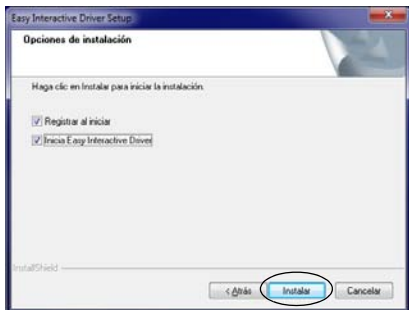 Easy Interactive Driver Setup
Opciones de instalación
Haga clic en Instalar para iniciar la instalación.
Registrar al iniciar
Inicia Easy Interactive Driver
InstallShield
< Atrás
Instalar
Cancelar